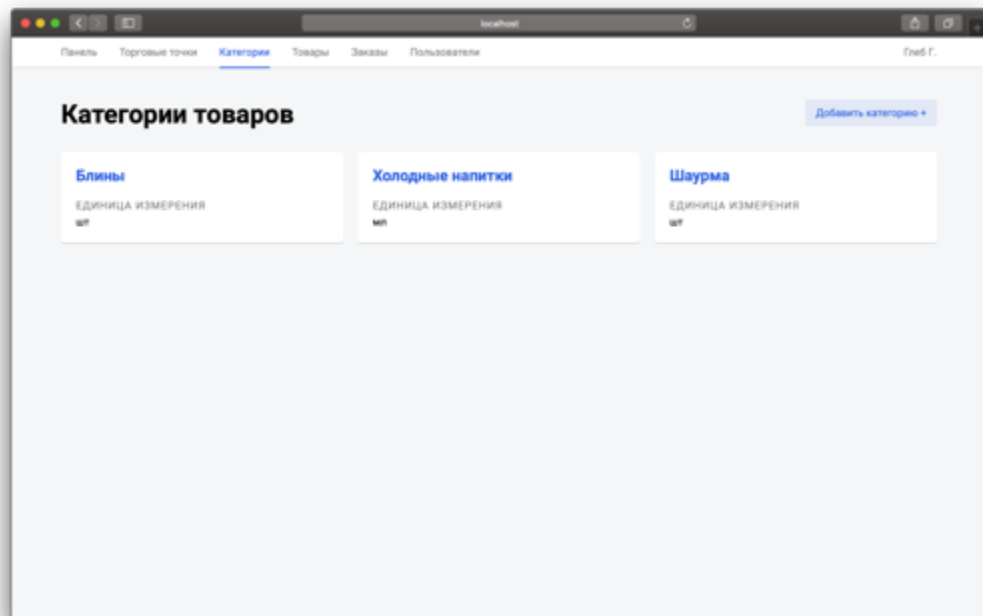 localhost
Панель Торговые точки Категории Товары Заказы Пользователи Глеб Г.
Категории товаров
Добавить категорию +
Блины
ЕДИНИЦА ИЗМЕРЕНИЯ
шт
Холодные напитки
ЕДИНИЦА ИЗМЕРЕНИЯ
мл
Шаурма
ЕДИНИЦА ИЗМЕРЕНИЯ
шт